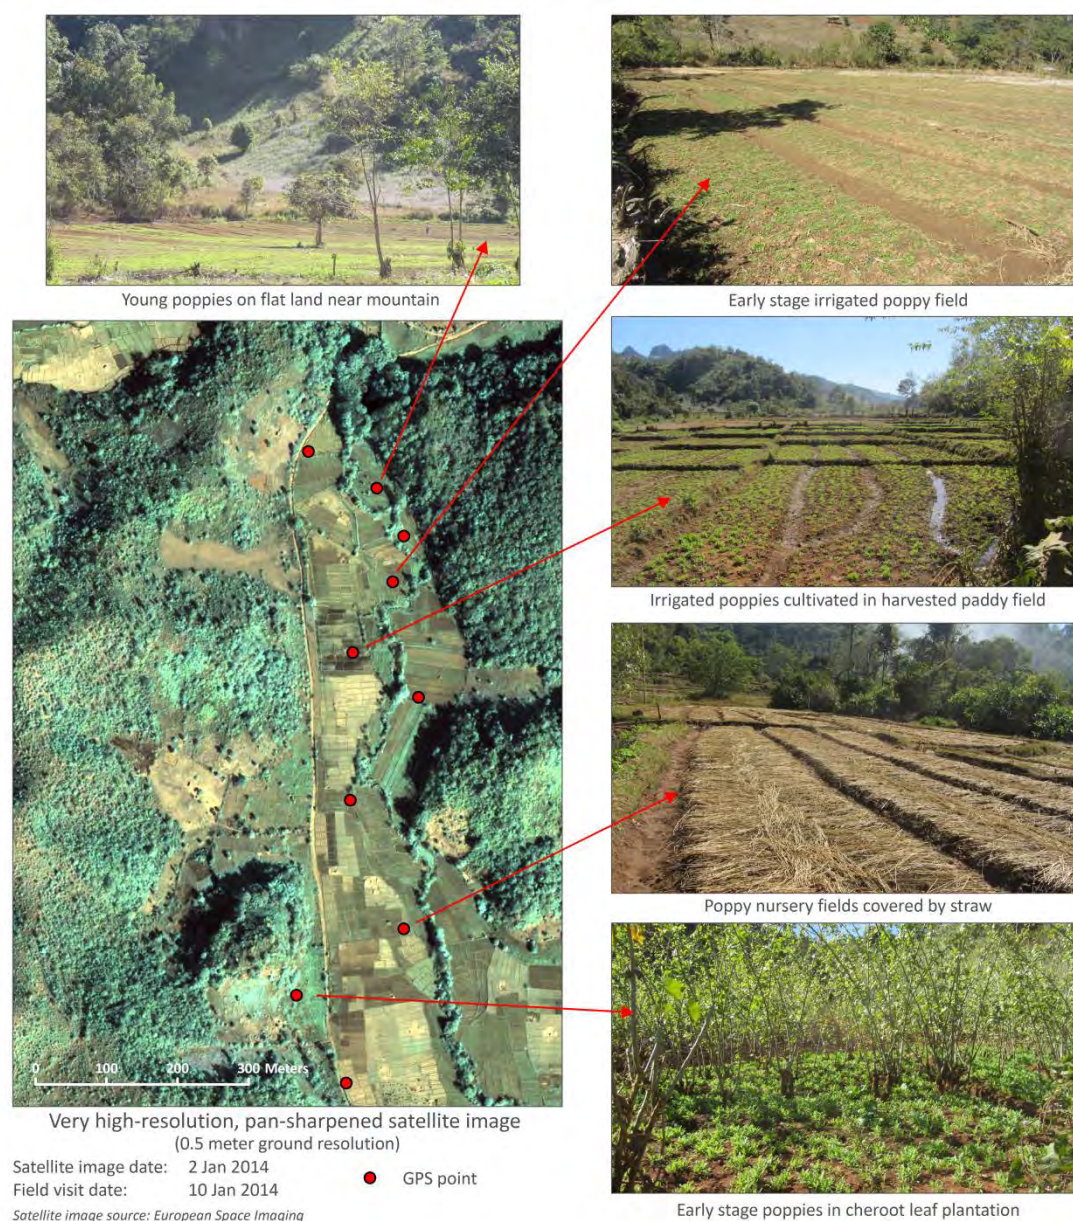 Young poppies on flat land near mountain
Early stage irrigated poppy field
Irrigated poppies cultivated in harvested paddy field
Poppy nursery fields covered by straw
0 100 200 300 Meters
Very high-resolution, pan-sharpened satellite image
(0.5 meter ground resolution)
Satellite image date: 2 Jan 2014
Field visit date: 10 Jan 2014
GPS point
Satellite image source: European Space Imaging
Early stage poppies in cheroot leaf plantation